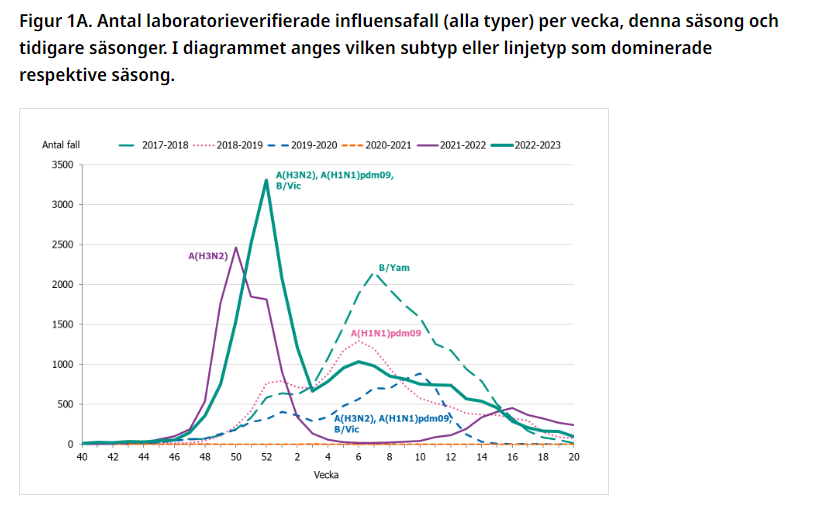 Figur 1A. Antal laboratorieverifierade influensafall (alla typer) per vecka, denna säsong och
tidigare säsonger. I diagrammet anges vilken subtyp eller linjetyp som dominerade
respektive säsong.
Antal fall
2017-2018 2018-2019 2019-2020 2020-2021 2021-2022 2022-2023
3500
3000
2500
2000
1500
1000
500
0
A(H3N2), A(H1N1)pdm09,
B/Vic
A(H3N2)
B/Yam
A(H1N1)pdm09
A(H3N2), A(H1N1)pdm09,
B/Vic
40 42 44 46 48 50 52 2 4 6 8 10 12 14 16 18 20
Vecka